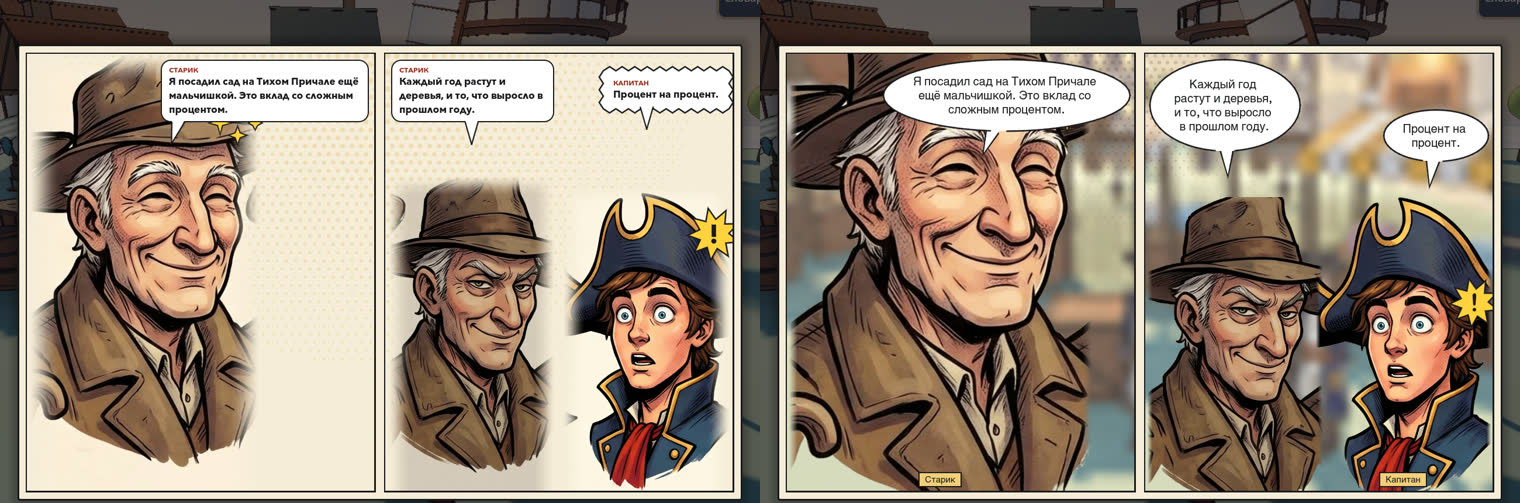 СТАРИК
Я посадил сад на Тихом Причале ещё
мальчишкой. Это вклад со сложным
процентом.
СТАРИК
Каждый год растут и
деревья, и то, что выросло в
прошлом году.
КАПИТАН
Процент на процент.
!
Я посадил сад на Тихом Причале
ещё мальчишкой. Это вклад со
сложным процентом.
Старик
Каждый год
растут и деревья,
и то, что выросло
в прошлом году.
Процент на
процент.
!
Капитан